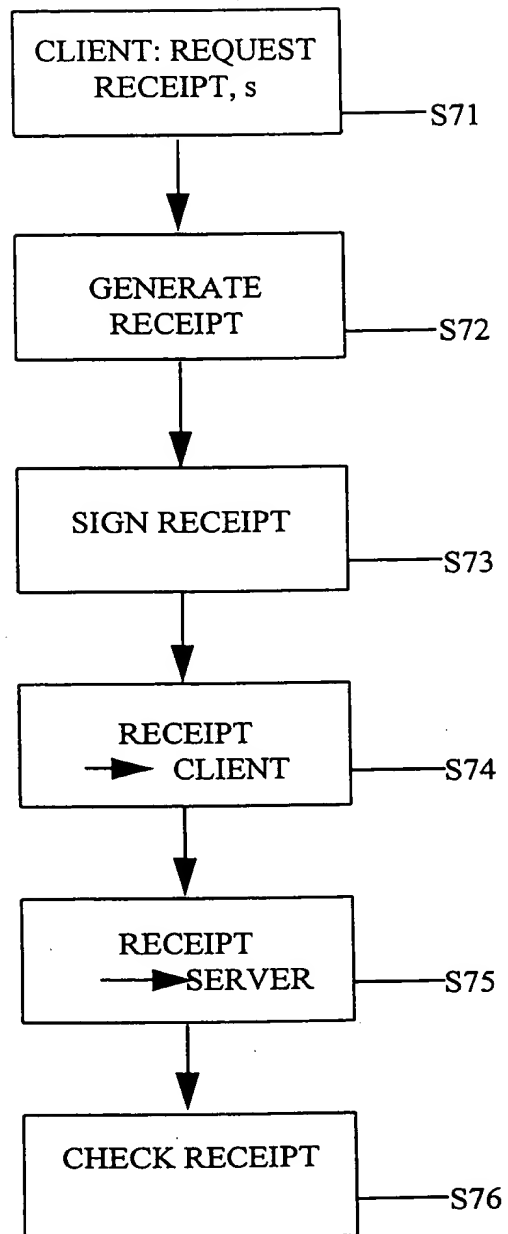 CLIENT: REQUEST
RECEIPT, s
S71
GENERATE
RECEIPT
S72
SIGN RECEIPT
S73
RECEIPT
CLIENT
S74
RECEIPT
SERVER
S75
CHECK RECEIPT
S76